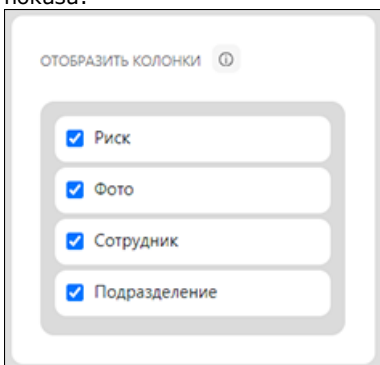 ОТОБРАЗИТЬ КОЛОНКИ
Риск
Фото
Сотрудник
Подразделение